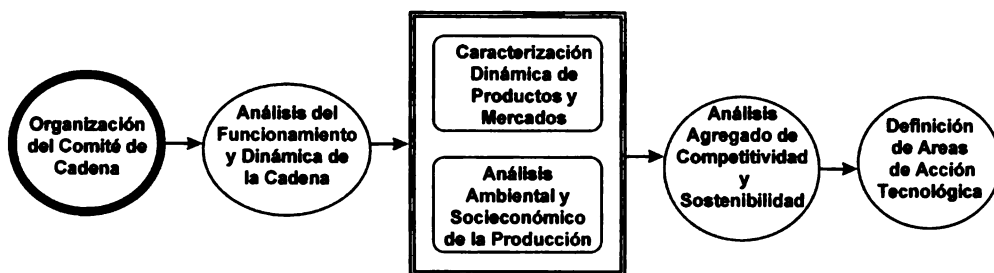 Organización
del Comité de
Cadena
Análisis del
Funcionamiento
y Dinámica de
la Cadena
Caracterización
Dinámica de
Productos y
Mercados
Análisis
Ambiental y
Socieconómico
de la Producción
Análisis
Agregado de
Competitividad
y
Sostenibilidad
Definición
de Areas
de Acción
Tecnológica